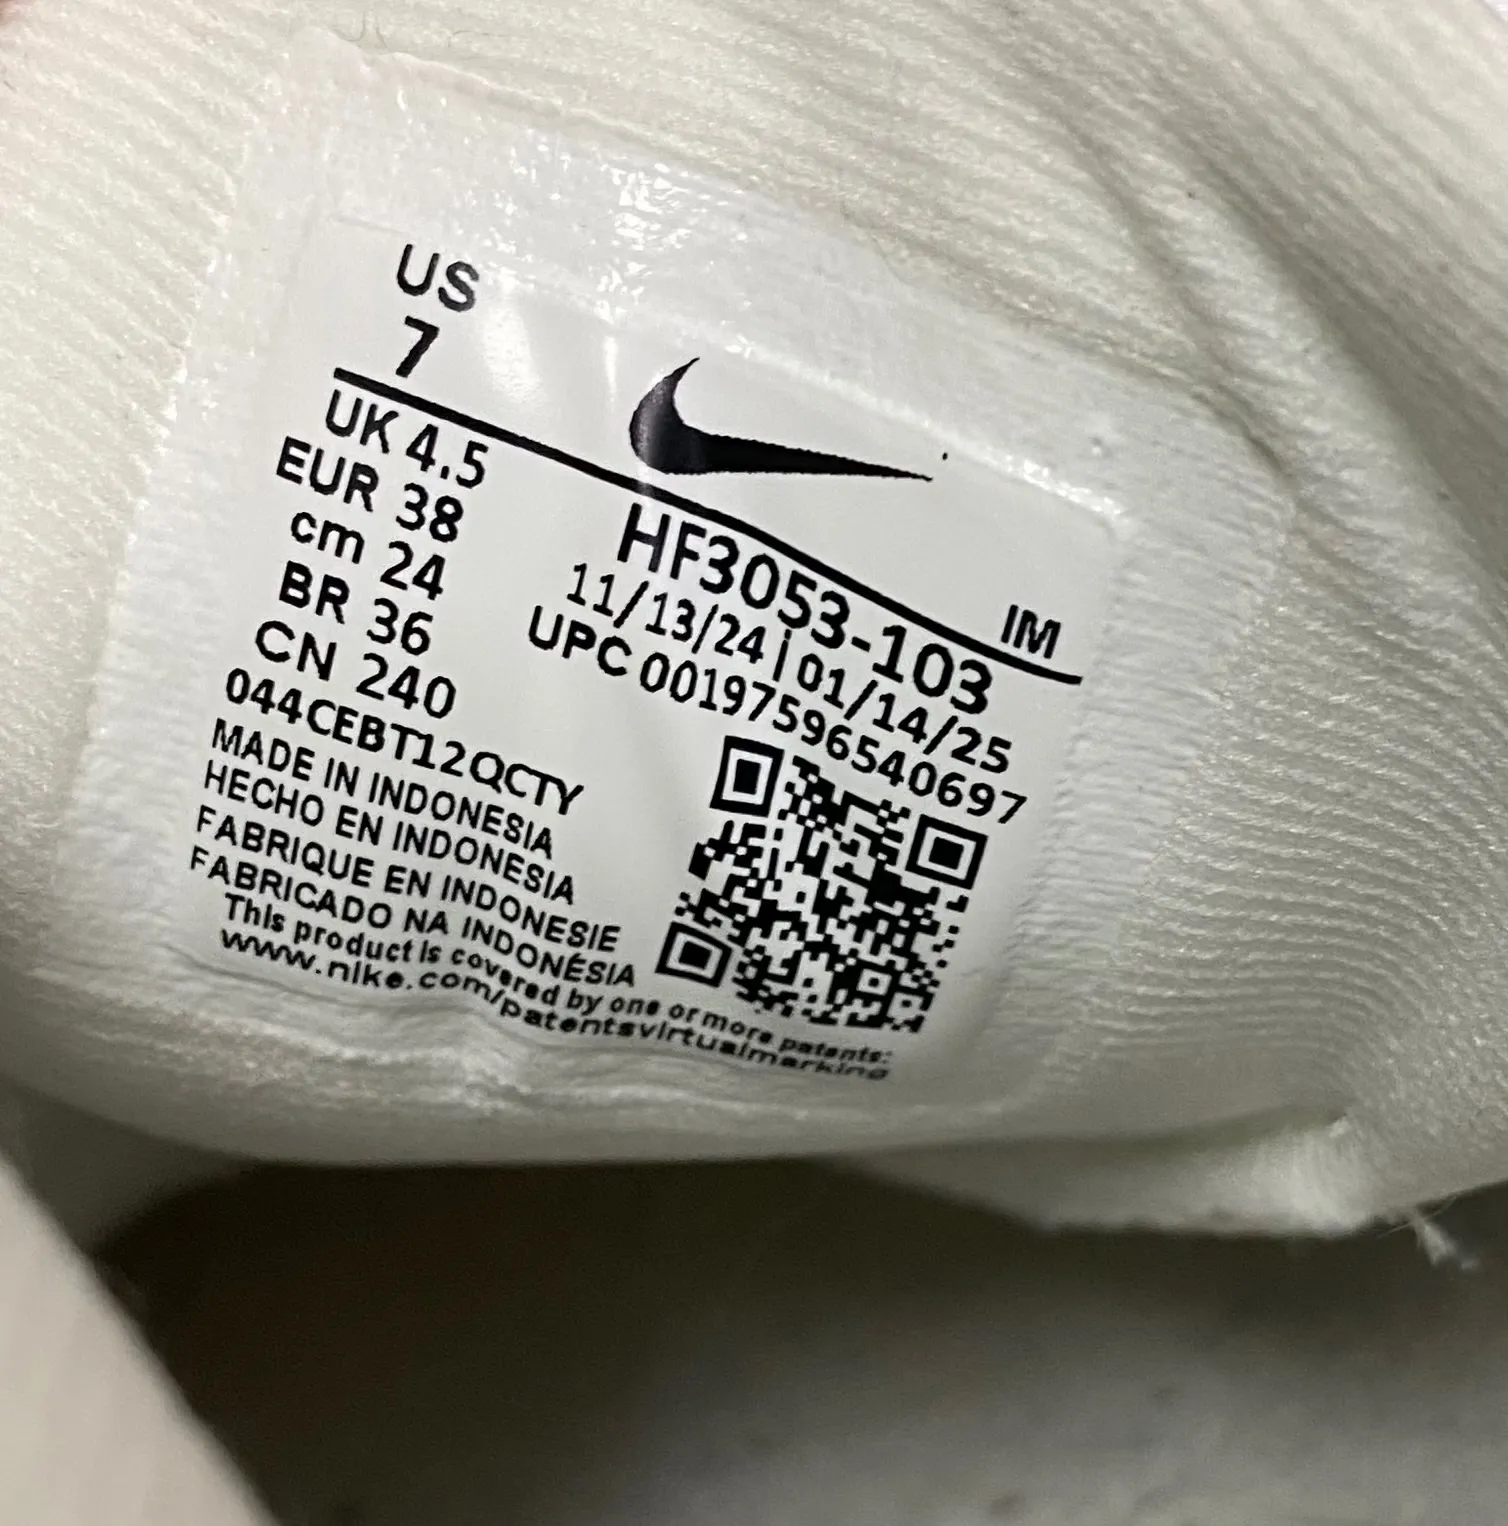 US
7
UK 4.5
EUR 38
cm 24
BR 36
CN 240
044CEBT12QCTY
IM
HF3053-103
11/13/24 | 01/14/25
UPC 00197596540697
MADE IN INDONESIA
HECHO EN INDONESIA
FABRIQUE EN INDONESIE
FABRICADO NA INDONÉSIA
This product is covered by one or more patents:
www.nike.com/patentsvirtualmarking